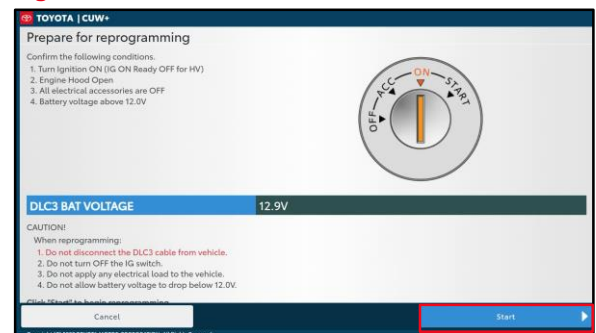 TOYOTA | CUW+
Prepare for reprogramming
Confirm the following conditions.
1. Turn Ignition ON (IG ON Ready OFF for HV)
2. Engine Hood Open
3. All electrical accessories are OFF
4. Battery voltage above 12.0V
OFF ACC ON START
DLC3 BAT VOLTAGE 12.9V
CAUTION!
When reprogramming:
1. Do not disconnect the DLC3 cable from vehicle.
2. Do not turn OFF the IG switch.
3. Do not apply any electrical load to the vehicle.
4. Do not allow battery voltage to drop below 12.0V.
Click "Start" to begin reprogramming
Cancel Start